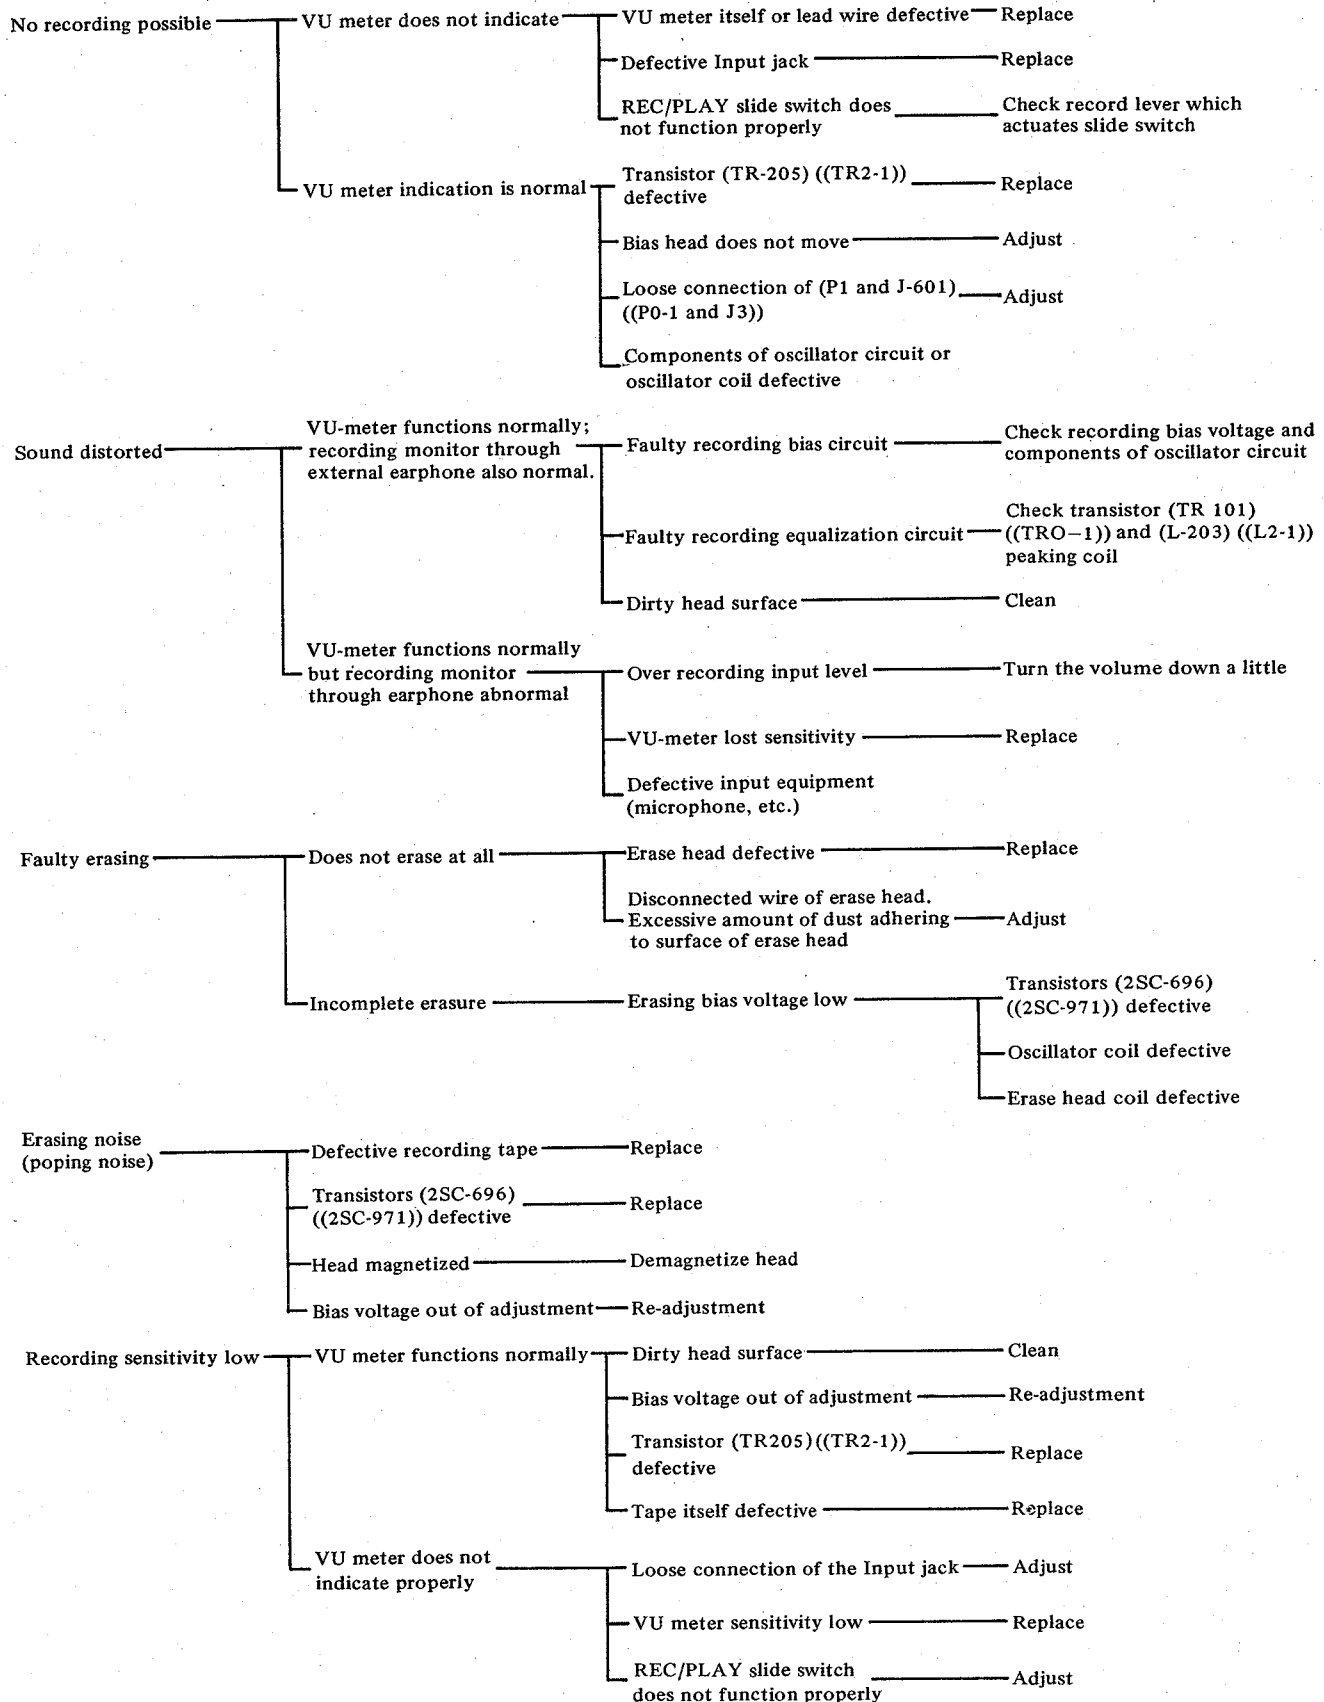 No recording possible
VU meter does not indicate
VU meter itself or lead wire defective
Replace
Defective Input jack
Replace
REC/PLAY slide switch does
not function properly
Check record lever which
actuates slide switch
VU meter indication is normal
Transistor (TR-205) ((TR2-1))
defective
Replace
Bias head does not move
Adjust
Loose connection of (P1 and J-601)
((P0-1 and J3))
Adjust
Components of oscillator circuit or
oscillator coil defective
Sound distorted
VU-meter functions normally;
recording monitor through
external earphone also normal.
Faulty recording bias circuit
Check recording bias voltage and
components of oscillator circuit
Faulty recording equalization circuit
Check transistor (TR 101)
((TRO−1)) and (L-203) ((L2-1))
peaking coil
Dirty head surface
Clean
VU-meter functions normally
but recording monitor
through earphone abnormal
Over recording input level
Turn the volume down a little
VU-meter lost sensitivity
Replace
Defective input equipment
(microphone, etc.)
Faulty erasing
Does not erase at all
Erase head defective
Replace
Disconnected wire of erase head.
Excessive amount of dust adhering
to surface of erase head
Adjust
Incomplete erasure
Erasing bias voltage low
Transistors (2SC-696)
((2SC-971)) defective
Oscillator coil defective
Erase head coil defective
Erasing noise
(poping noise)
Defective recording tape
Replace
Transistors (2SC-696)
((2SC-971)) defective
Replace
Head magnetized
Demagnetize head
Bias voltage out of adjustment
Re-adjustment
Recording sensitivity low
VU meter functions normally
Dirty head surface
Clean
Bias voltage out of adjustment
Re-adjustment
Transistor (TR205)((TR2-1))
defective
Replace
Tape itself defective
Replace
VU meter does not
indicate properly
Loose connection of the Input jack
Adjust
VU meter sensitivity low
Replace
REC/PLAY slide switch
does not function properly
Adjust